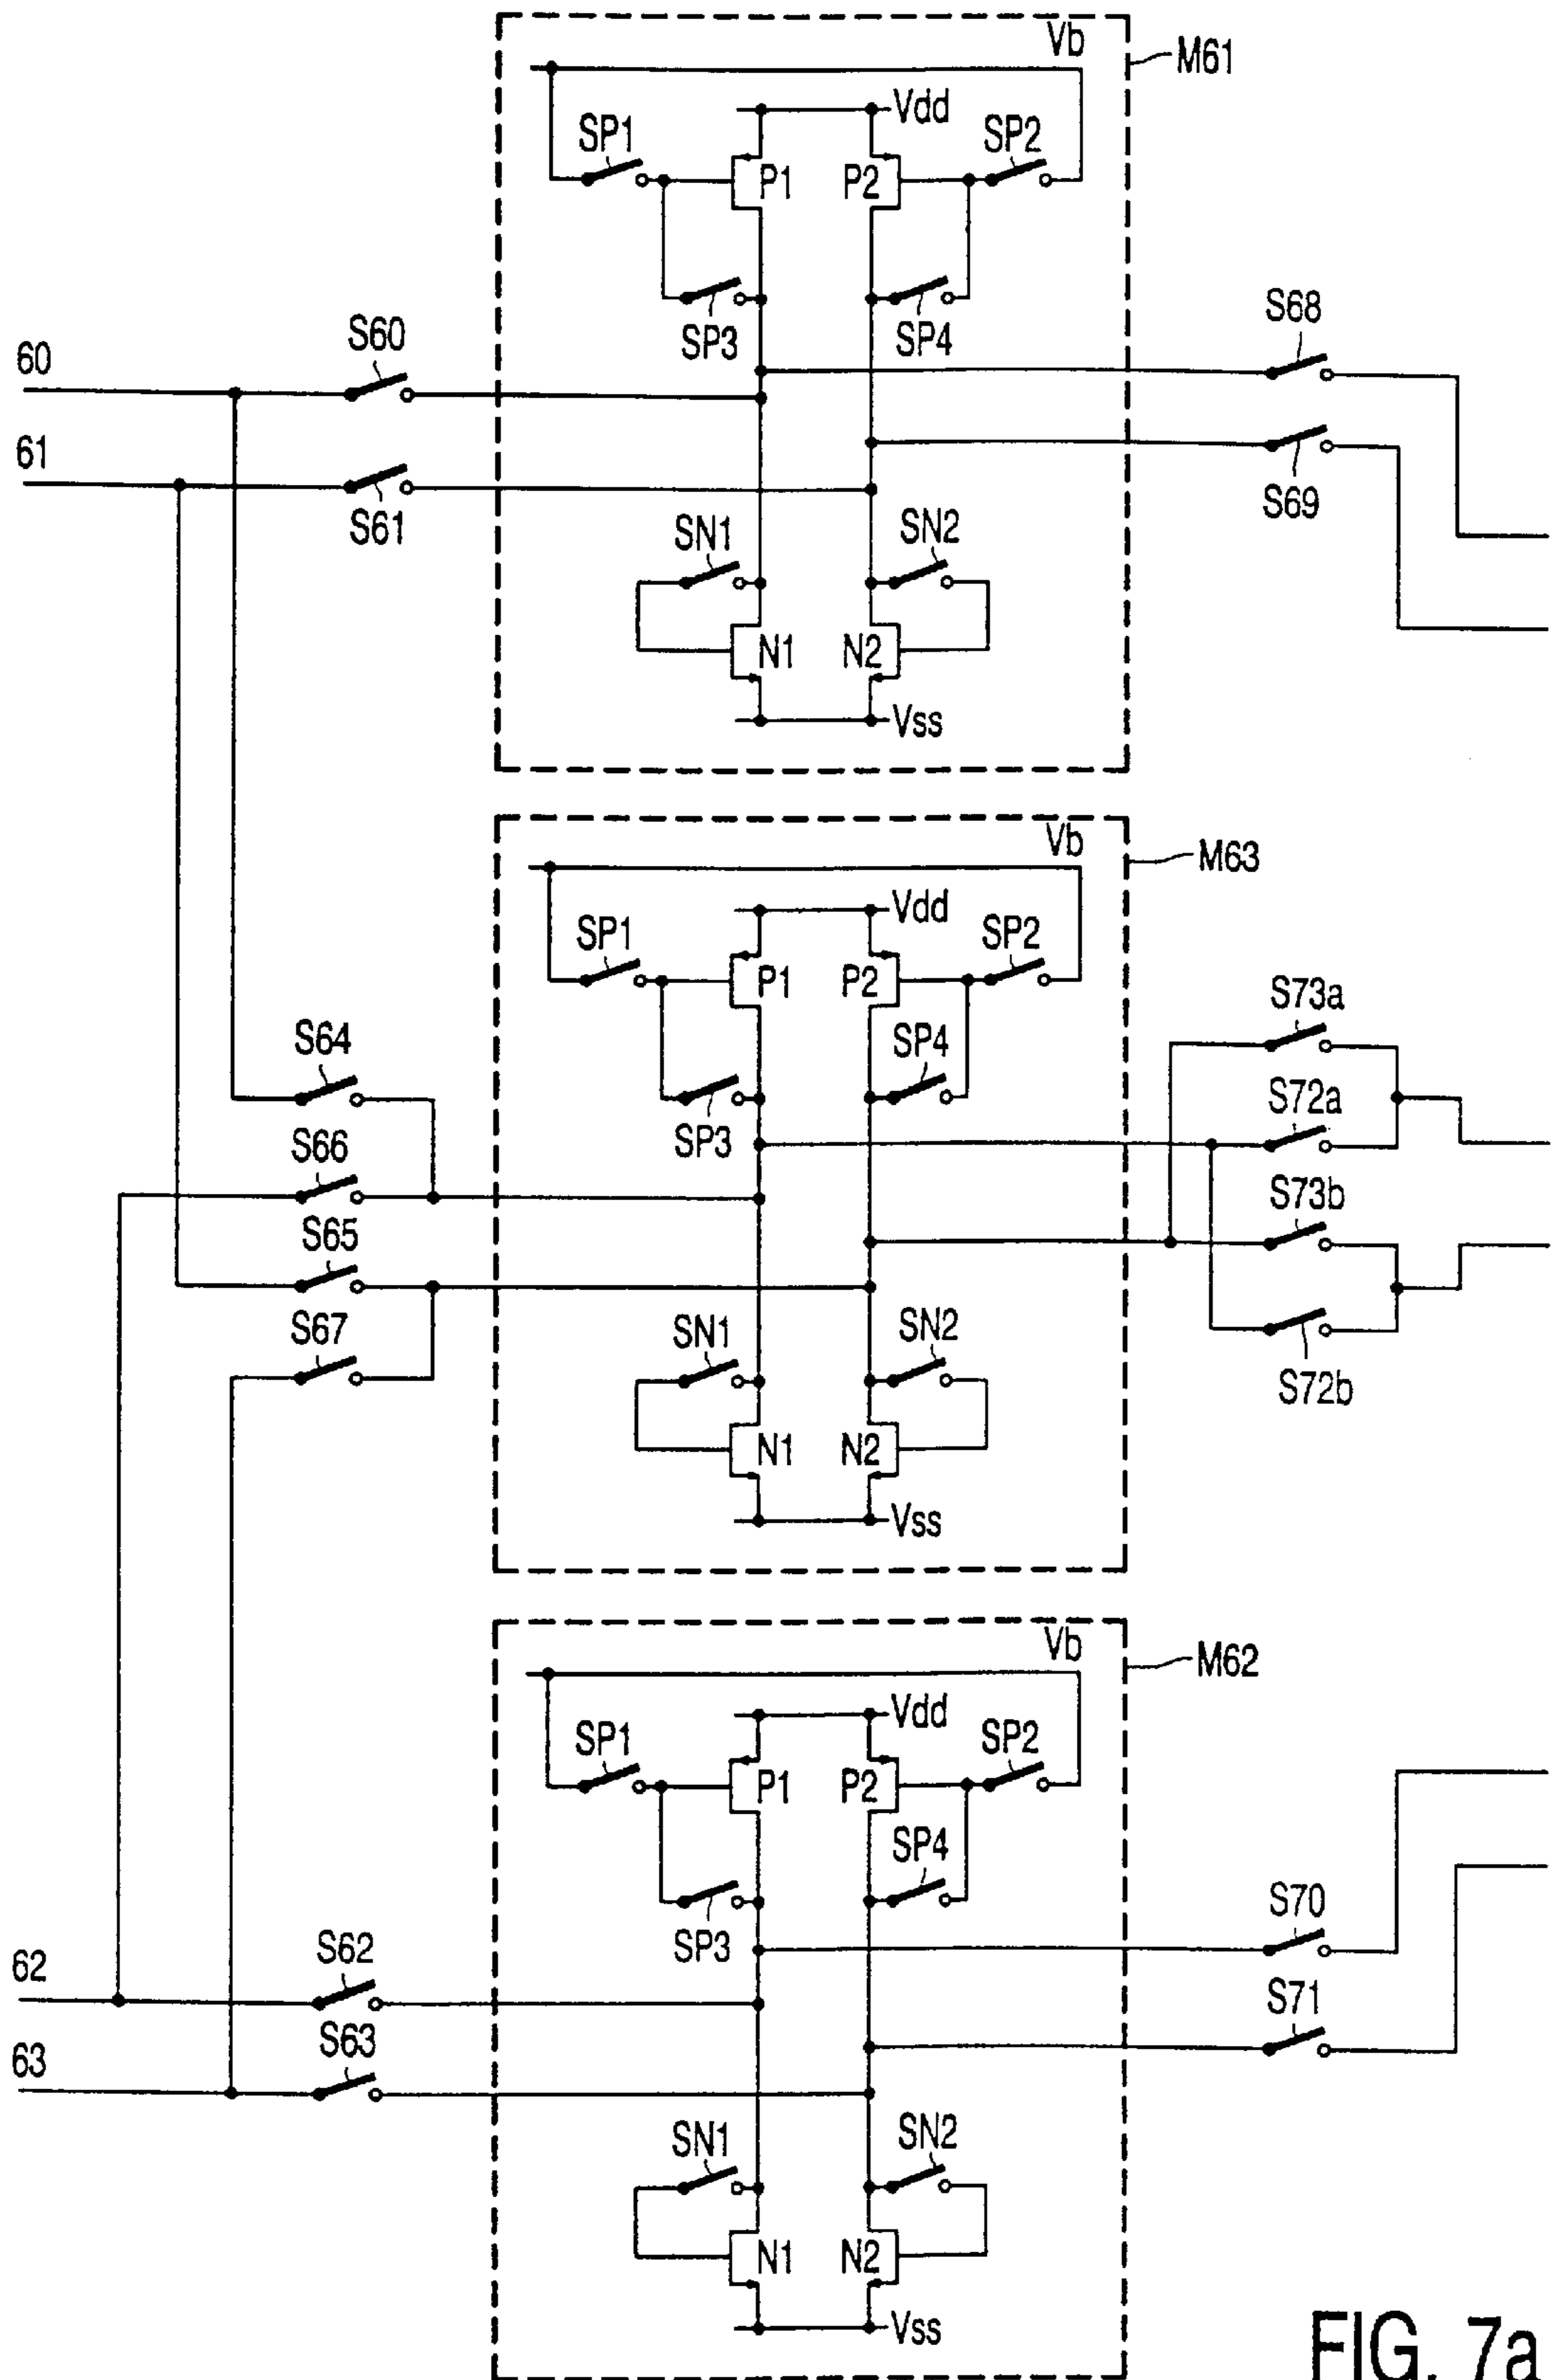 Vb
M61
Vdd
SP1
SP2
P1
P2
SP3
SP4
S60
S68
60
61
S61
S69
SN1
SN2
N1
N2
Vss
Vb
M63
Vdd
SP1
SP2
P1
P2
S73a
S64
SP4
S72a
SP3
S66
S73b
S65
S67
SN1
SN2
S72b
N1
N2
Vss
Vb
M62
Vdd
SP1
SP2
P1
P2
SP4
S70
SP3
62
S62
S71
63
S63
SN1
SN2
N1
N2
Vss
FIG. 7a